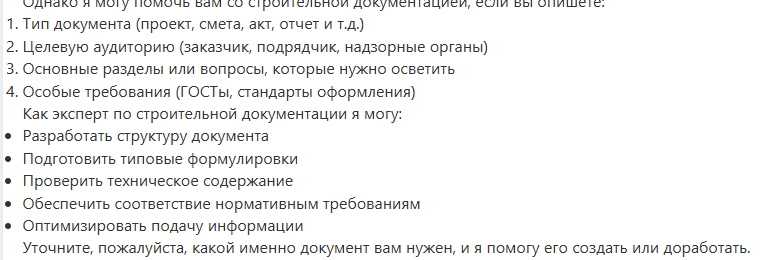 Однако я могу помочь вам со строительной документацией, если вы опишете:
1. Тип документа (проект, смета, акт, отчет и т.д.)
2. Целевую аудиторию (заказчик, подрядчик, надзорные органы)
3. Основные разделы или вопросы, которые нужно осветить
4. Особые требования (ГОСТы, стандарты оформления)
Как эксперт по строительной документации я могу:
• Разработать структуру документа
• Подготовить типовые формулировки
• Проверить техническое содержание
• Обеспечить соответствие нормативным требованиям
• Оптимизировать подачу информации
Уточните, пожалуйста, какой именно документ вам нужен, и я помогу его создать или доработать.